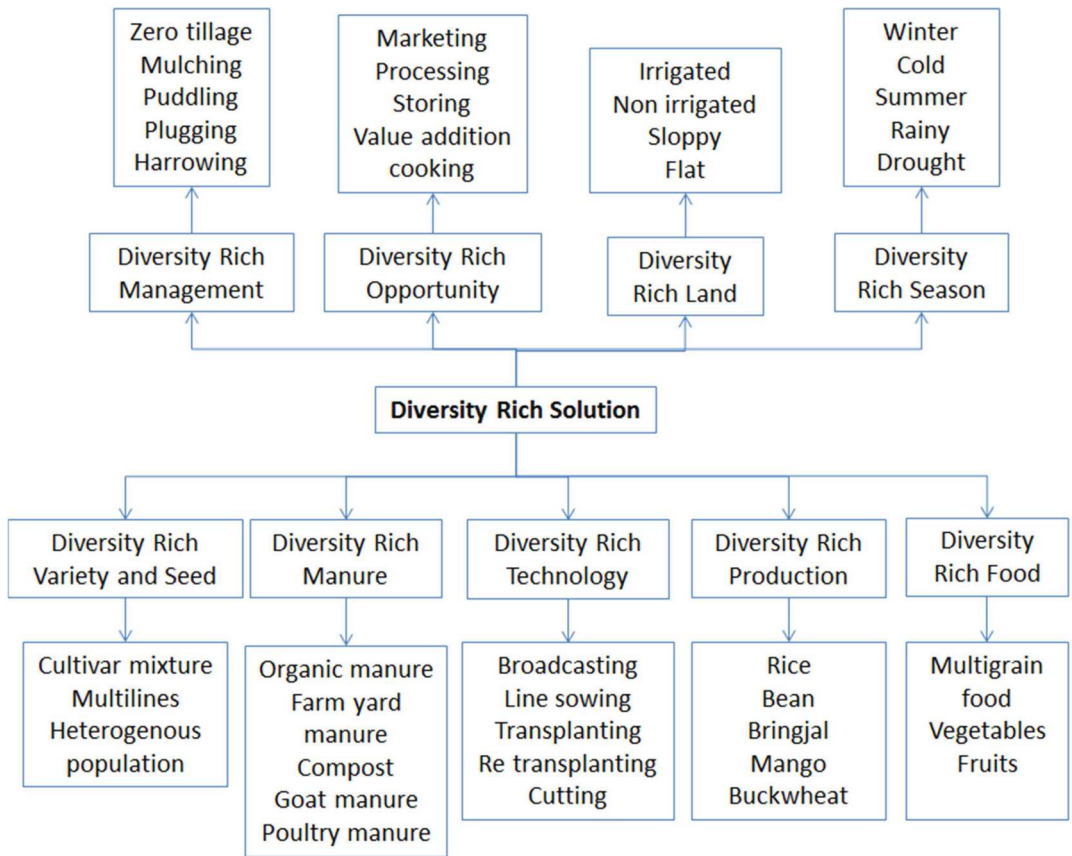 Zero tillage
Mulching
Puddling
Plugging
Harrowing
Marketing
Processing
Storing
Value addition
cooking
Irrigated
Non irrigated
Sloppy
Flat
Winter
Cold
Summer
Rainy
Drought
Diversity Rich
Management
Diversity Rich
Opportunity
Diversity
Rich Land
Diversity
Rich Season
Diversity Rich Solution
Diversity Rich
Variety and Seed
Diversity Rich
Manure
Diversity Rich
Technology
Diversity Rich
Production
Diversity
Rich Food
Cultivar mixture
Multilines
Heterogenous
population
Organic manure
Farm yard
manure
Compost
Goat manure
Poultry manure
Broadcasting
Line sowing
Transplanting
Re transplanting
Cutting
Rice
Bean
Bringjal
Mango
Buckwheat
Multigrain
food
Vegetables
Fruits